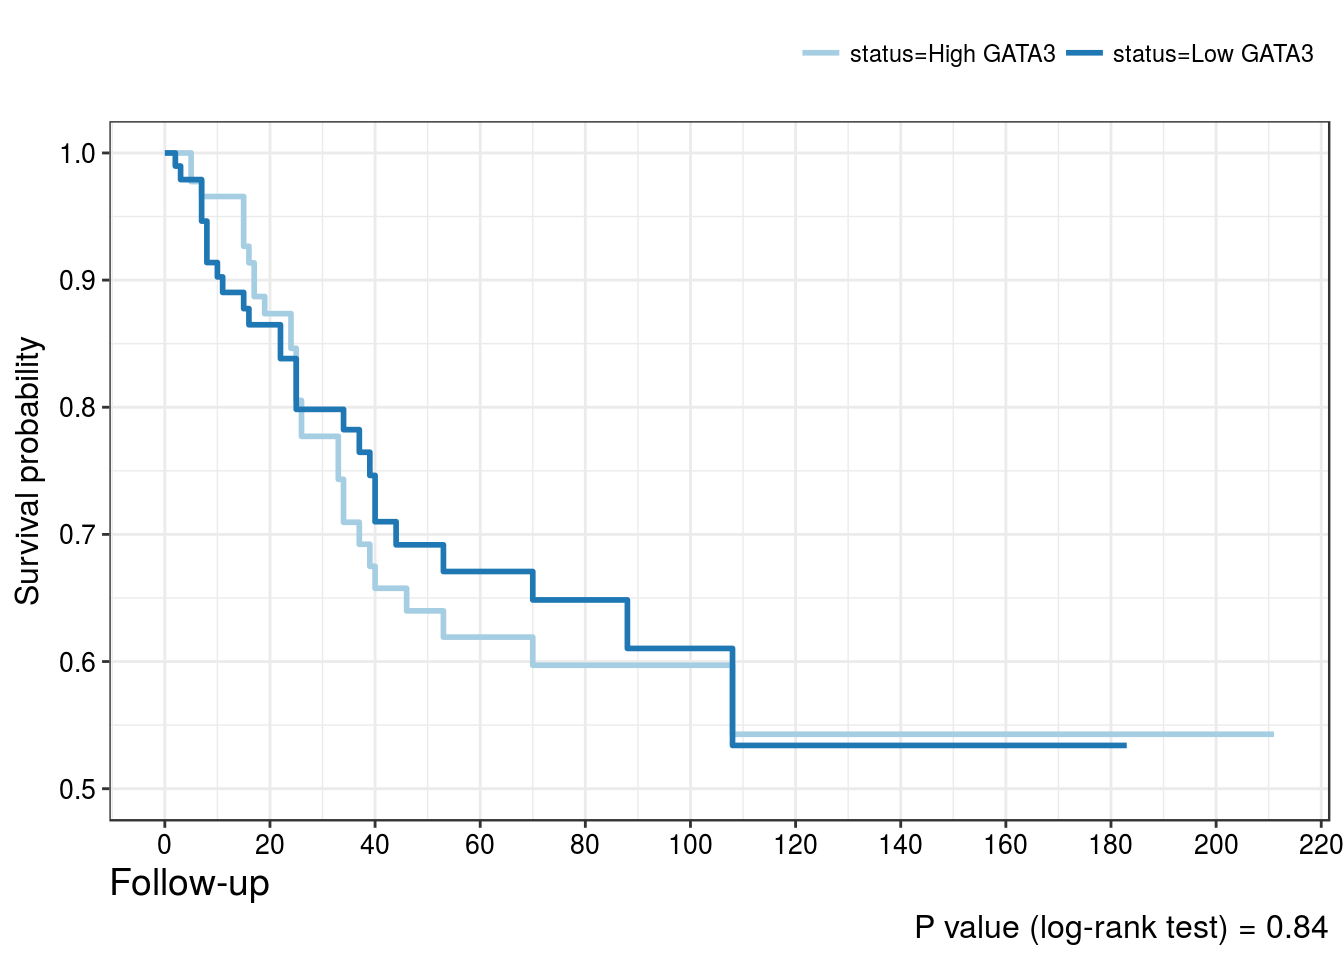 status=High GATA3 status=Low GATA3
Survival probability
1.0
0.9
0.8
0.7
0.6
0.5
0 20 40 60 80 100 120 140 160 180 200 220
Follow-up
P value (log-rank test) = 0.84